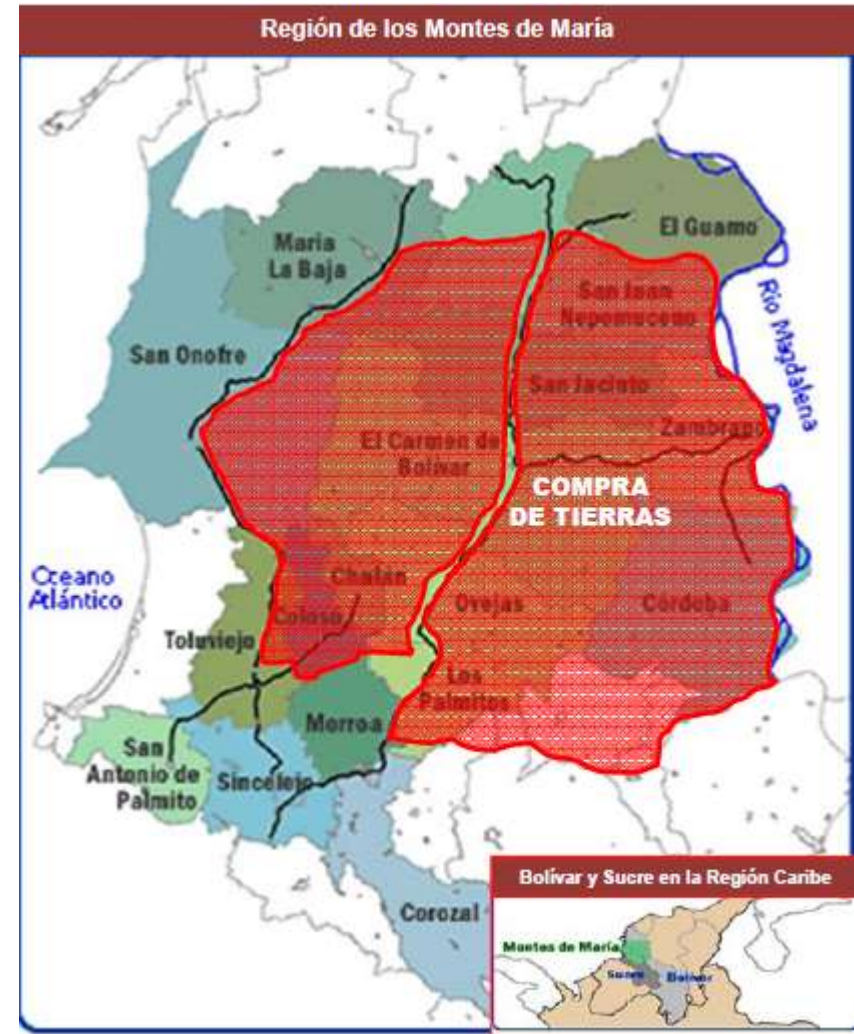 Región de los Montes de María
El Guamo
Maria
La Baja
San Juan
Nepomuceno
Río Magdalena
San Onofre
San Jacinto
Zambrano
El Carmen de
Bolívar
COMPRA
DE TIERRAS
Oceano
Atlántico
Chalán
Coloso
Ovejas
Córdoba
Toluviejo
Los
Palmitos
Morroa
San
Antonio de
Palmito
Sincelejo
Corozal
Bolívar y Sucre en la Región Caribe
Montes de María
Sucre
Bolívar